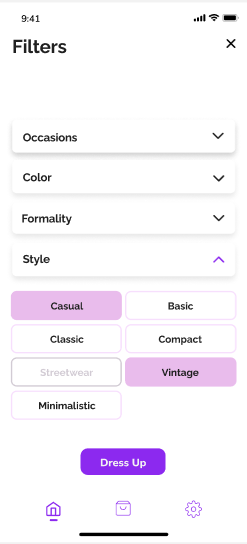 9:41
Filters
Occasions
Color
Formality
Style
Casual Basic
Classic Compact
Streetwear Vintage
Minimalistic
Dress Up